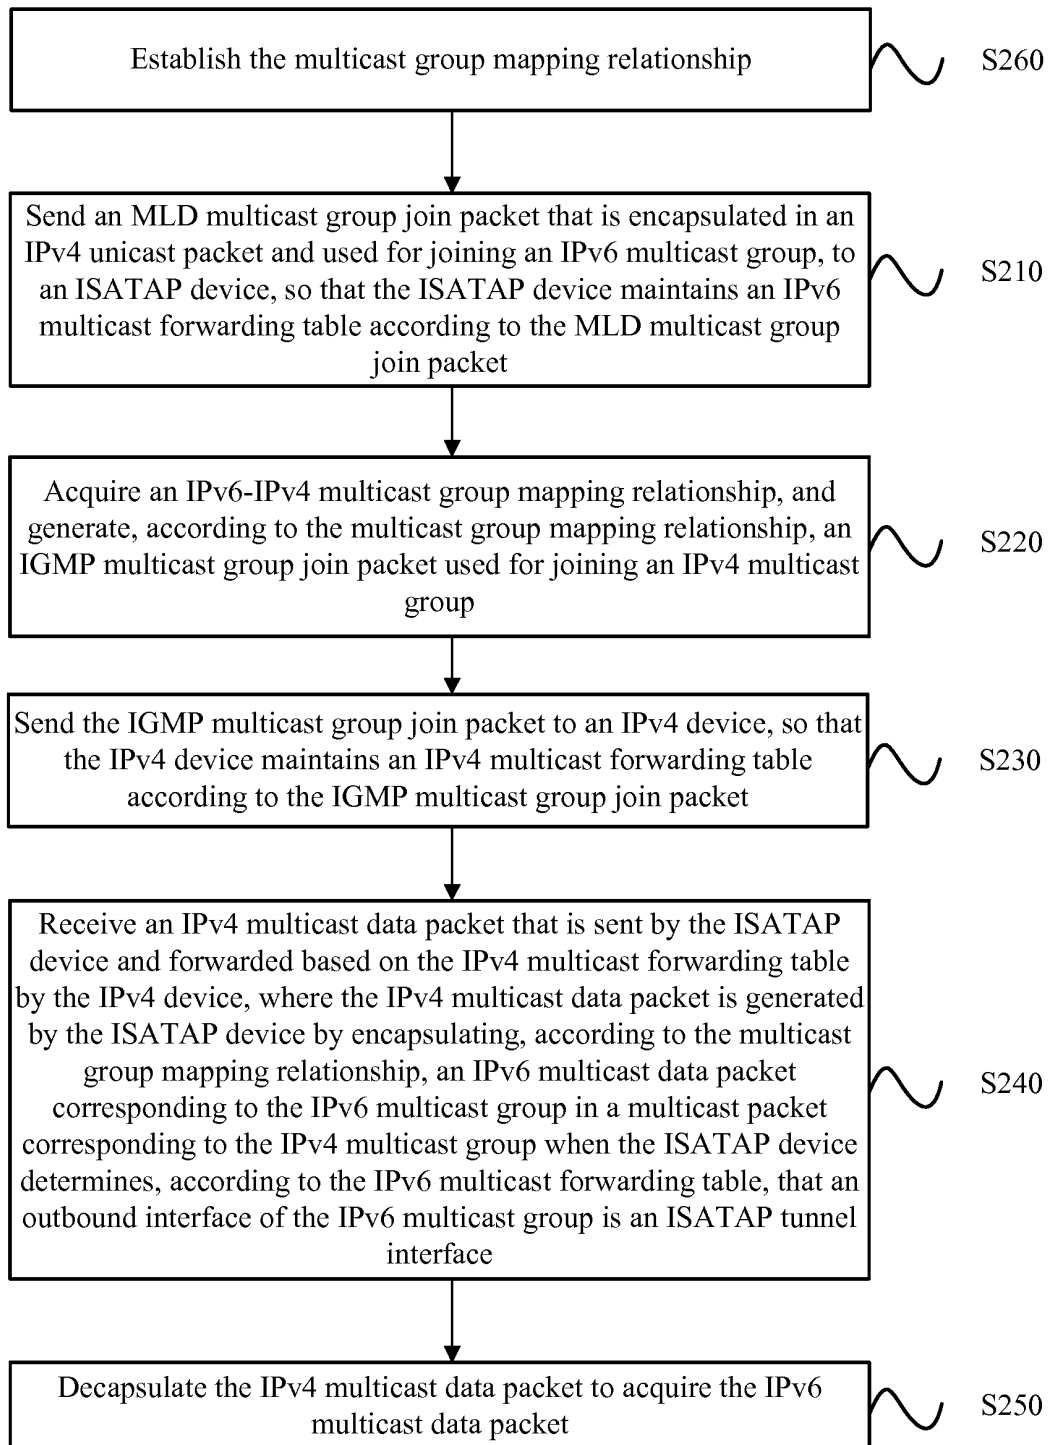 Establish the multicast group mapping relationship
S260
Send an MLD multicast group join packet that is encapsulated in an
IPv4 unicast packet and used for joining an IPv6 multicast group, to
an ISATAP device, so that the ISATAP device maintains an IPv6
multicast forwarding table according to the MLD multicast group
join packet
S210
Acquire an IPv6-IPv4 multicast group mapping relationship, and
generate, according to the multicast group mapping relationship, an
IGMP multicast group join packet used for joining an IPv4 multicast
group
S220
Send the IGMP multicast group join packet to an IPv4 device, so that
the IPv4 device maintains an IPv4 multicast forwarding table
according to the IGMP multicast group join packet
S230
Receive an IPv4 multicast data packet that is sent by the ISATAP
device and forwarded based on the IPv4 multicast forwarding table
by the IPv4 device, where the IPv4 multicast data packet is generated
by the ISATAP device by encapsulating, according to the multicast
group mapping relationship, an IPv6 multicast data packet
corresponding to the IPv6 multicast group in a multicast packet
corresponding to the IPv4 multicast group when the ISATAP device
determines, according to the IPv6 multicast forwarding table, that an
outbound interface of the IPv6 multicast group is an ISATAP tunnel
interface
S240
Decapsulate the IPv4 multicast data packet to acquire the IPv6
multicast data packet
S250